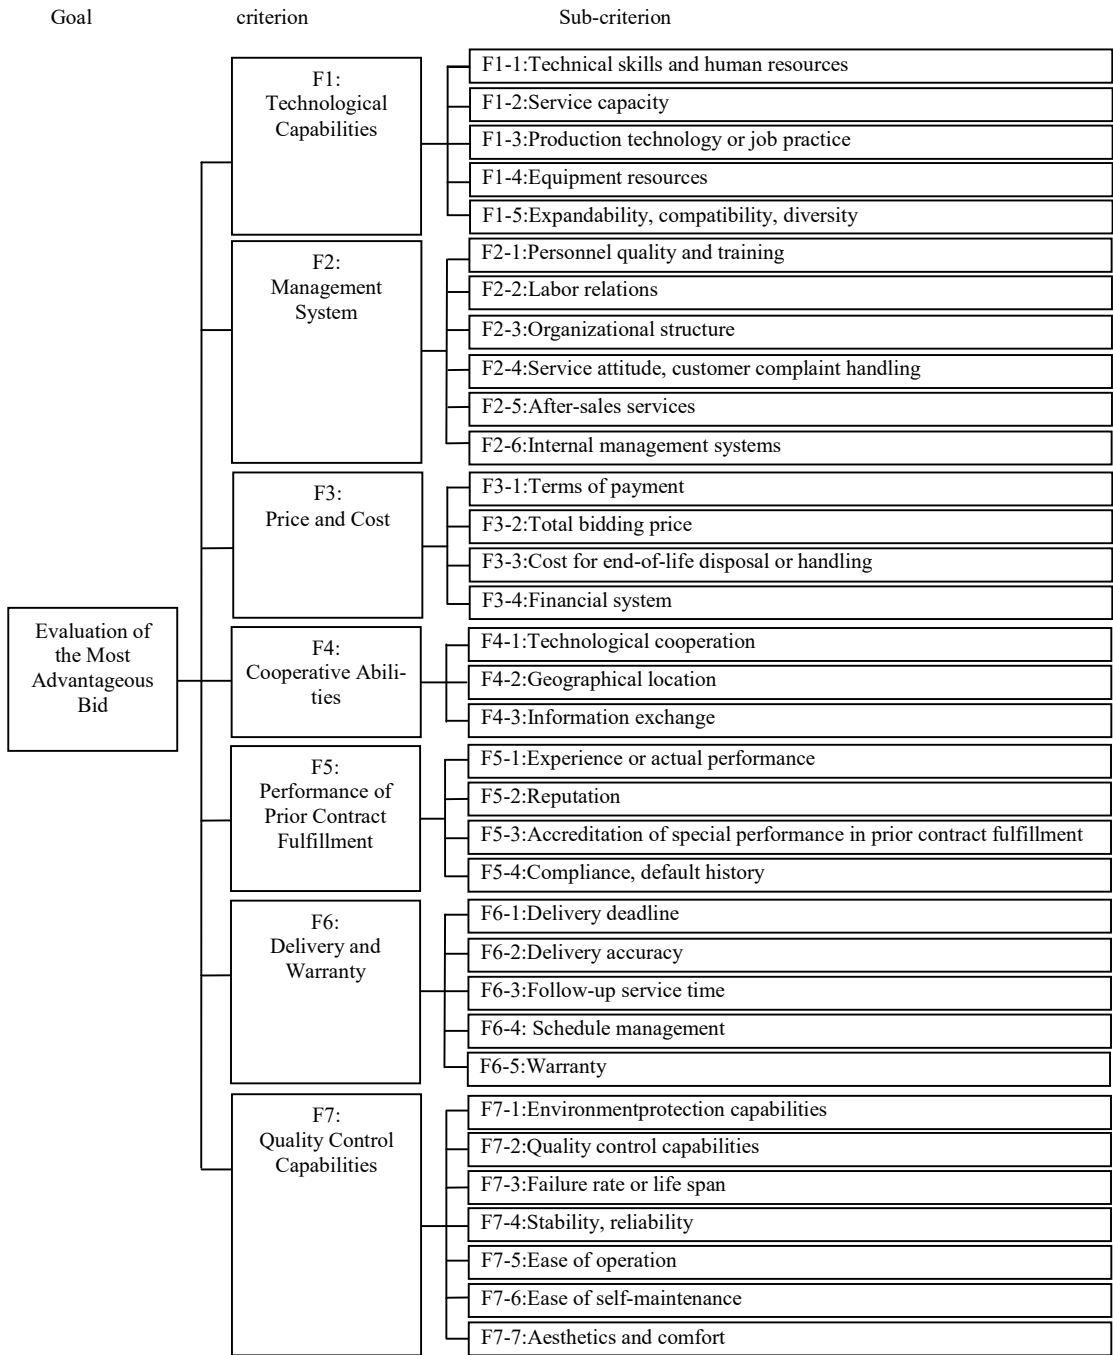 Goal criterion Sub-criterion
Evaluation of
the Most
Advantageous
Bid
F1:
Technological
Capabilities
F1-1:Technical skills and human resources
F1-2:Service capacity
F1-3:Production technology or job practice
F1-4:Equipment resources
F1-5:Expandability, compatibility, diversity
F2:
Management
System
F2-1:Personnel quality and training
F2-2:Labor relations
F2-3:Organizational structure
F2-4:Service attitude, customer complaint handling
F2-5:After-sales services
F2-6:Internal management systems
F3:
Price and Cost
F3-1:Terms of payment
F3-2:Total bidding price
F3-3:Cost for end-of-life disposal or handling
F3-4:Financial system
F4:
Cooperative Abili-
ties
F4-1:Technological cooperation
F4-2:Geographical location
F4-3:Information exchange
F5:
Performance of
Prior Contract
Fulfillment
F5-1:Experience or actual performance
F5-2:Reputation
F5-3:Accreditation of special performance in prior contract fulfillment
F5-4:Compliance, default history
F6:
Delivery and
Warranty
F6-1:Delivery deadline
F6-2:Delivery accuracy
F6-3:Follow-up service time
F6-4: Schedule management
F6-5:Warranty
F7:
Quality Control
Capabilities
F7-1:Environmentprotection capabilities
F7-2:Quality control capabilities
F7-3:Failure rate or life span
F7-4:Stability, reliability
F7-5:Ease of operation
F7-6:Ease of self-maintenance
F7-7:Aesthetics and comfort